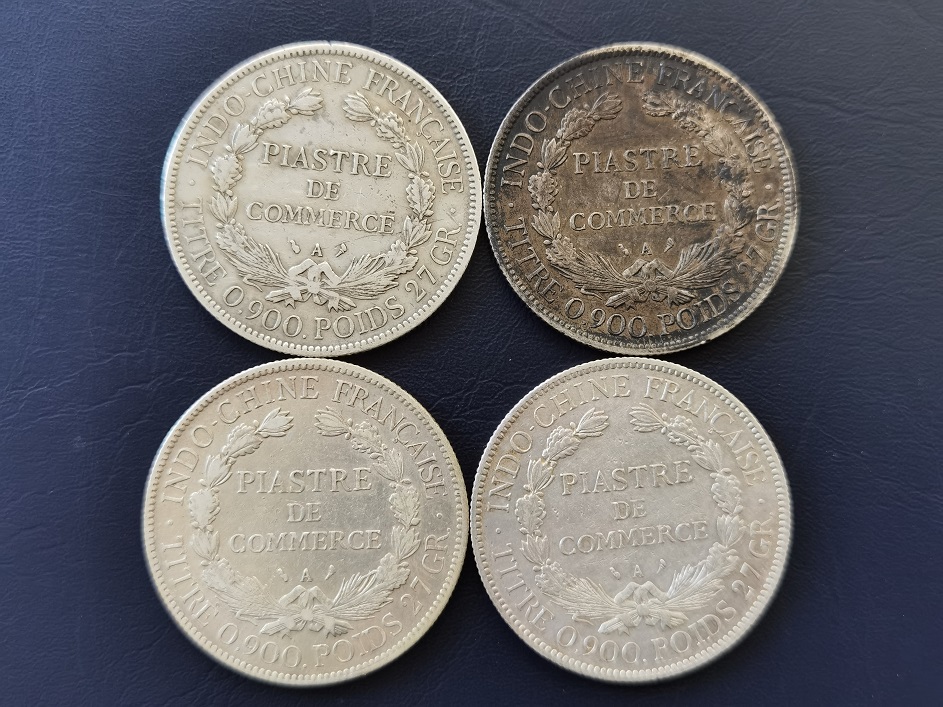 INDO-CHINE FRANÇAISE
PIASTRE
DE
COMMERCE
A
TITRE 0,900. POIDS 27 GR.
INDO-CHINE FRANÇAISE
PIASTRE
DE
COMMERCE
A
TITRE 0,900. POIDS 27 GR.
INDO-CHINE FRANÇAISE
PIASTRE
DE
COMMERCE
A
TITRE 0,900. POIDS 27 GR.
INDO-CHINE FRANÇAISE
PIASTRE
DE
COMMERCE
A
TITRE 0,900. POIDS 27 GR.